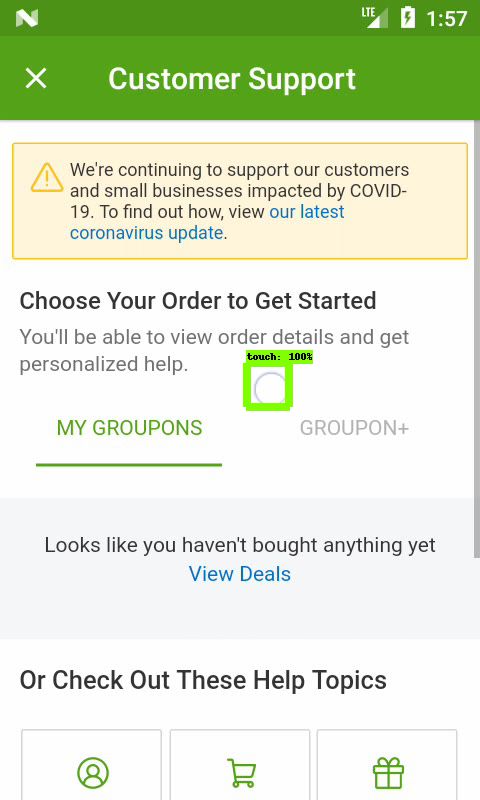 LTE 1:57
Customer Support
We're continuing to support our customers
and small businesses impacted by COVID-
19. To find out how, view our latest
coronavirus update.
Choose Your Order to Get Started
You'll be able to view order details and get
personalized help.
touch: 100%
MY GROUPONS GROUPON+
Looks like you haven't bought anything yet
View Deals
Or Check Out These Help Topics